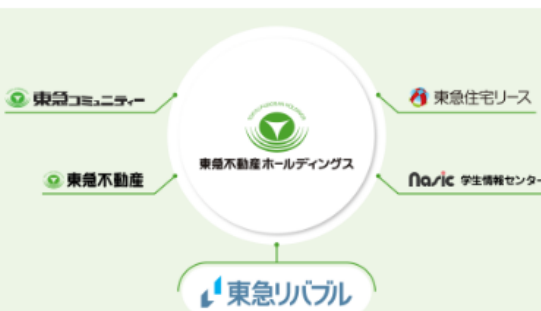 東急コミュニティー
東急住宅リース
東急不動産ホールディングス
東急不動産
Nasic 学生情報センター
東急リバブル